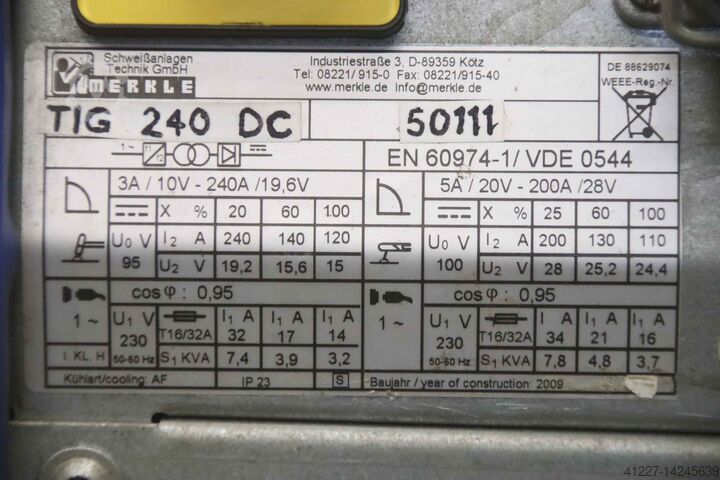 Schweißanlagen
Technik GmbH
MERKLE
Industriestraße 3, D-89359 Kötz
Tel: 08221/ 915-0 Fax: 08221/915-40
www.merkle.de Info@merkle.de
DE 88629074
WEEE-Reg.-Nr.
TIG 240 DC 50111
1~ f1 f2
EN 60974-1/ VDE 0544
3A / 10V - 240A /19,6V
X % 20 60 100
U0 V I2 A 240 140 120
95 U2 V 19,2 15,6 15
5A / 20V - 200A /28V
X % 25 60 100
U0 V I2 A 200 130 110
100 U2 V 28 25,2 24,4
cos φ : 0,95
1 ~ U1 V T16/32A I1 A 32 I1 A 17 I1 A 14
230
I. KL. H 50-60 Hz S1 KVA 7,4 3,9 3,2
cos φ : 0,95
1 ~ U1 V T16/32A I A 34 I1 A 21 I1 A 16
230
50-60Hz S1 KVA 7,8 4,8 3,7
Kühlart/cooling: AF IP 23 S Baujahr / year of construction: 2009
41227-14245639